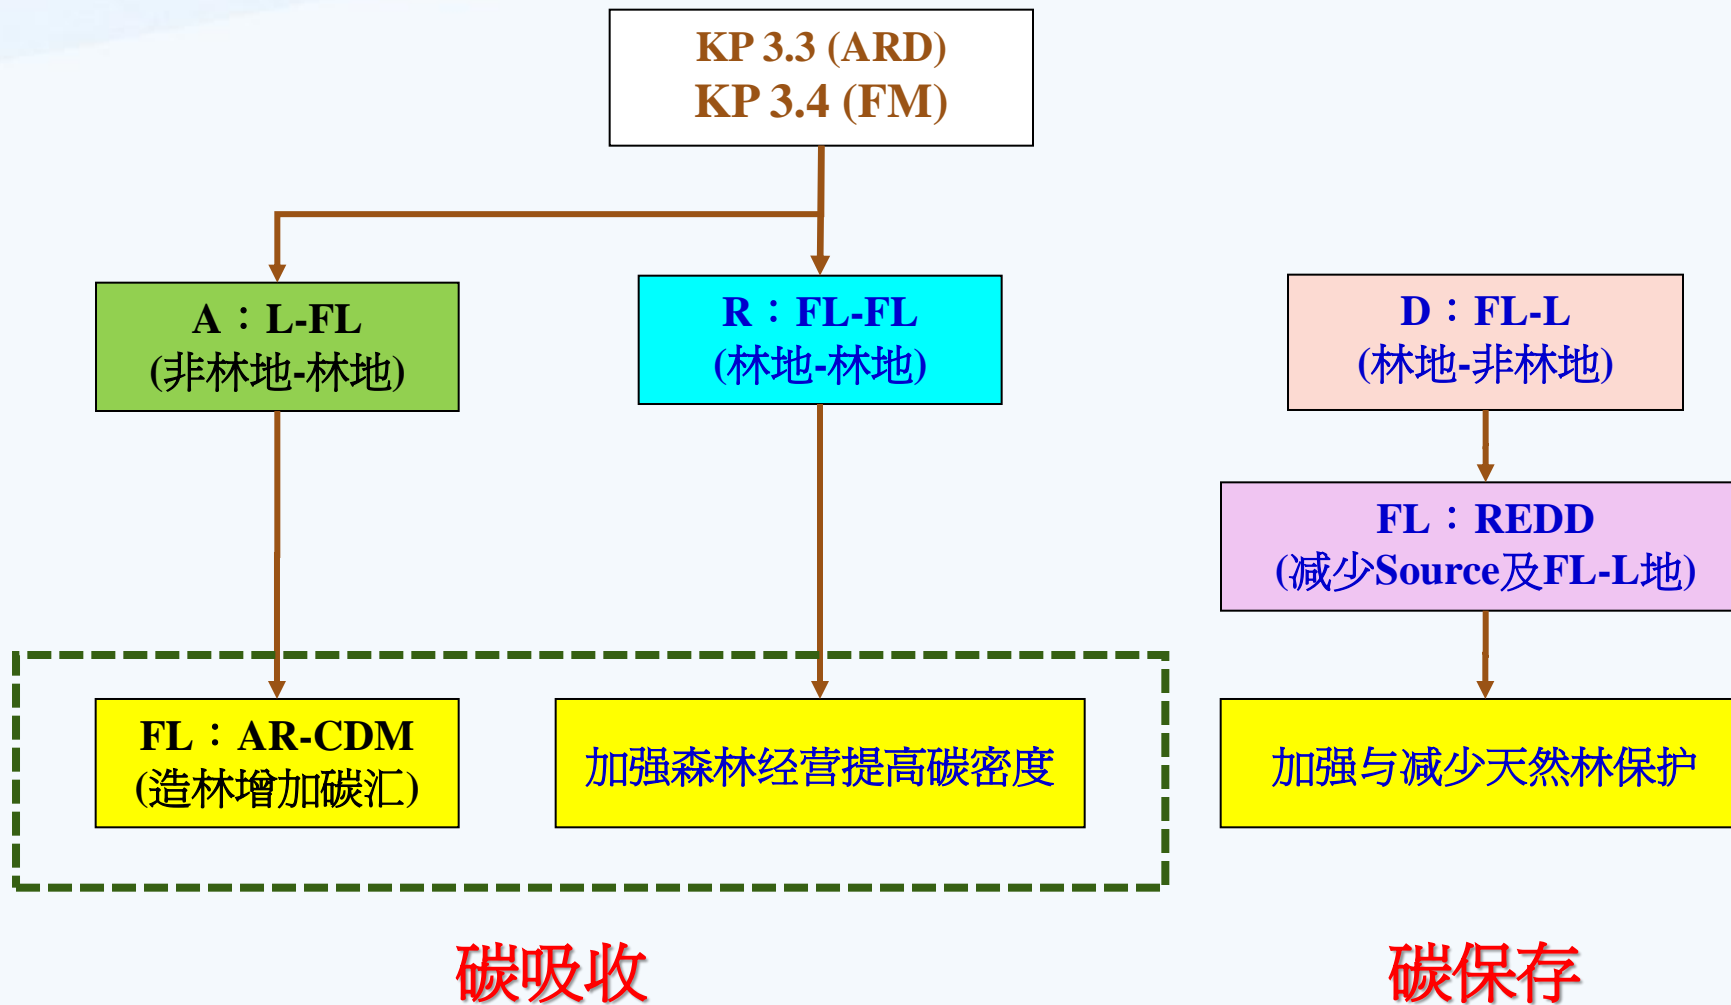 KP 3.3 (ARD)
KP 3.4 (FM)
A：L-FL
(非林地-林地)
R：FL-FL
(林地-林地)
D：FL-L
(林地-非林地)
FL：REDD
(减少Source及FL-L地)
FL：AR-CDM
(造林增加碳汇)
加强森林经营提高碳密度
加强与减少天然林保护
碳吸收
碳保存